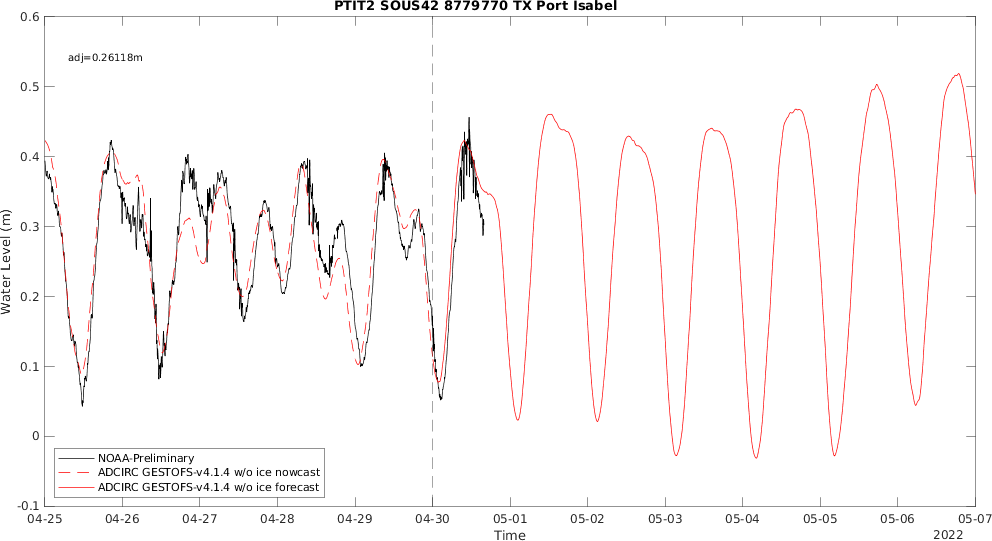 PTIT2 SOUS42 8779770 TX Port Isabel
0.6
adj=0.26118m
0.5
0.4
0.3
0.2
0.1
0
-0.1
Water Level (m)
NOAA-Preliminary
ADCIRC GESTOFS-v4.1.4 w/o ice nowcast
ADCIRC GESTOFS-v4.1.4 w/o ice forecast
04-25 04-26 04-27 04-28 04-29 04-30 05-01 05-02 05-03 05-04 05-05 05-06 05-07
Time
2022